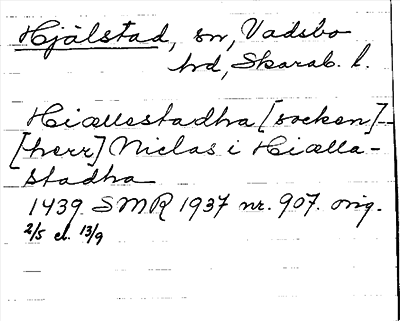 Hjälstad, sn, Vadsbo
hd, Skarab. l.
Hiællestadha [socken] -
[herr] Niclas i Hiælla-
stadha
1439 SMR 1937 nr. 907. orig.
2/5 el. 13/9